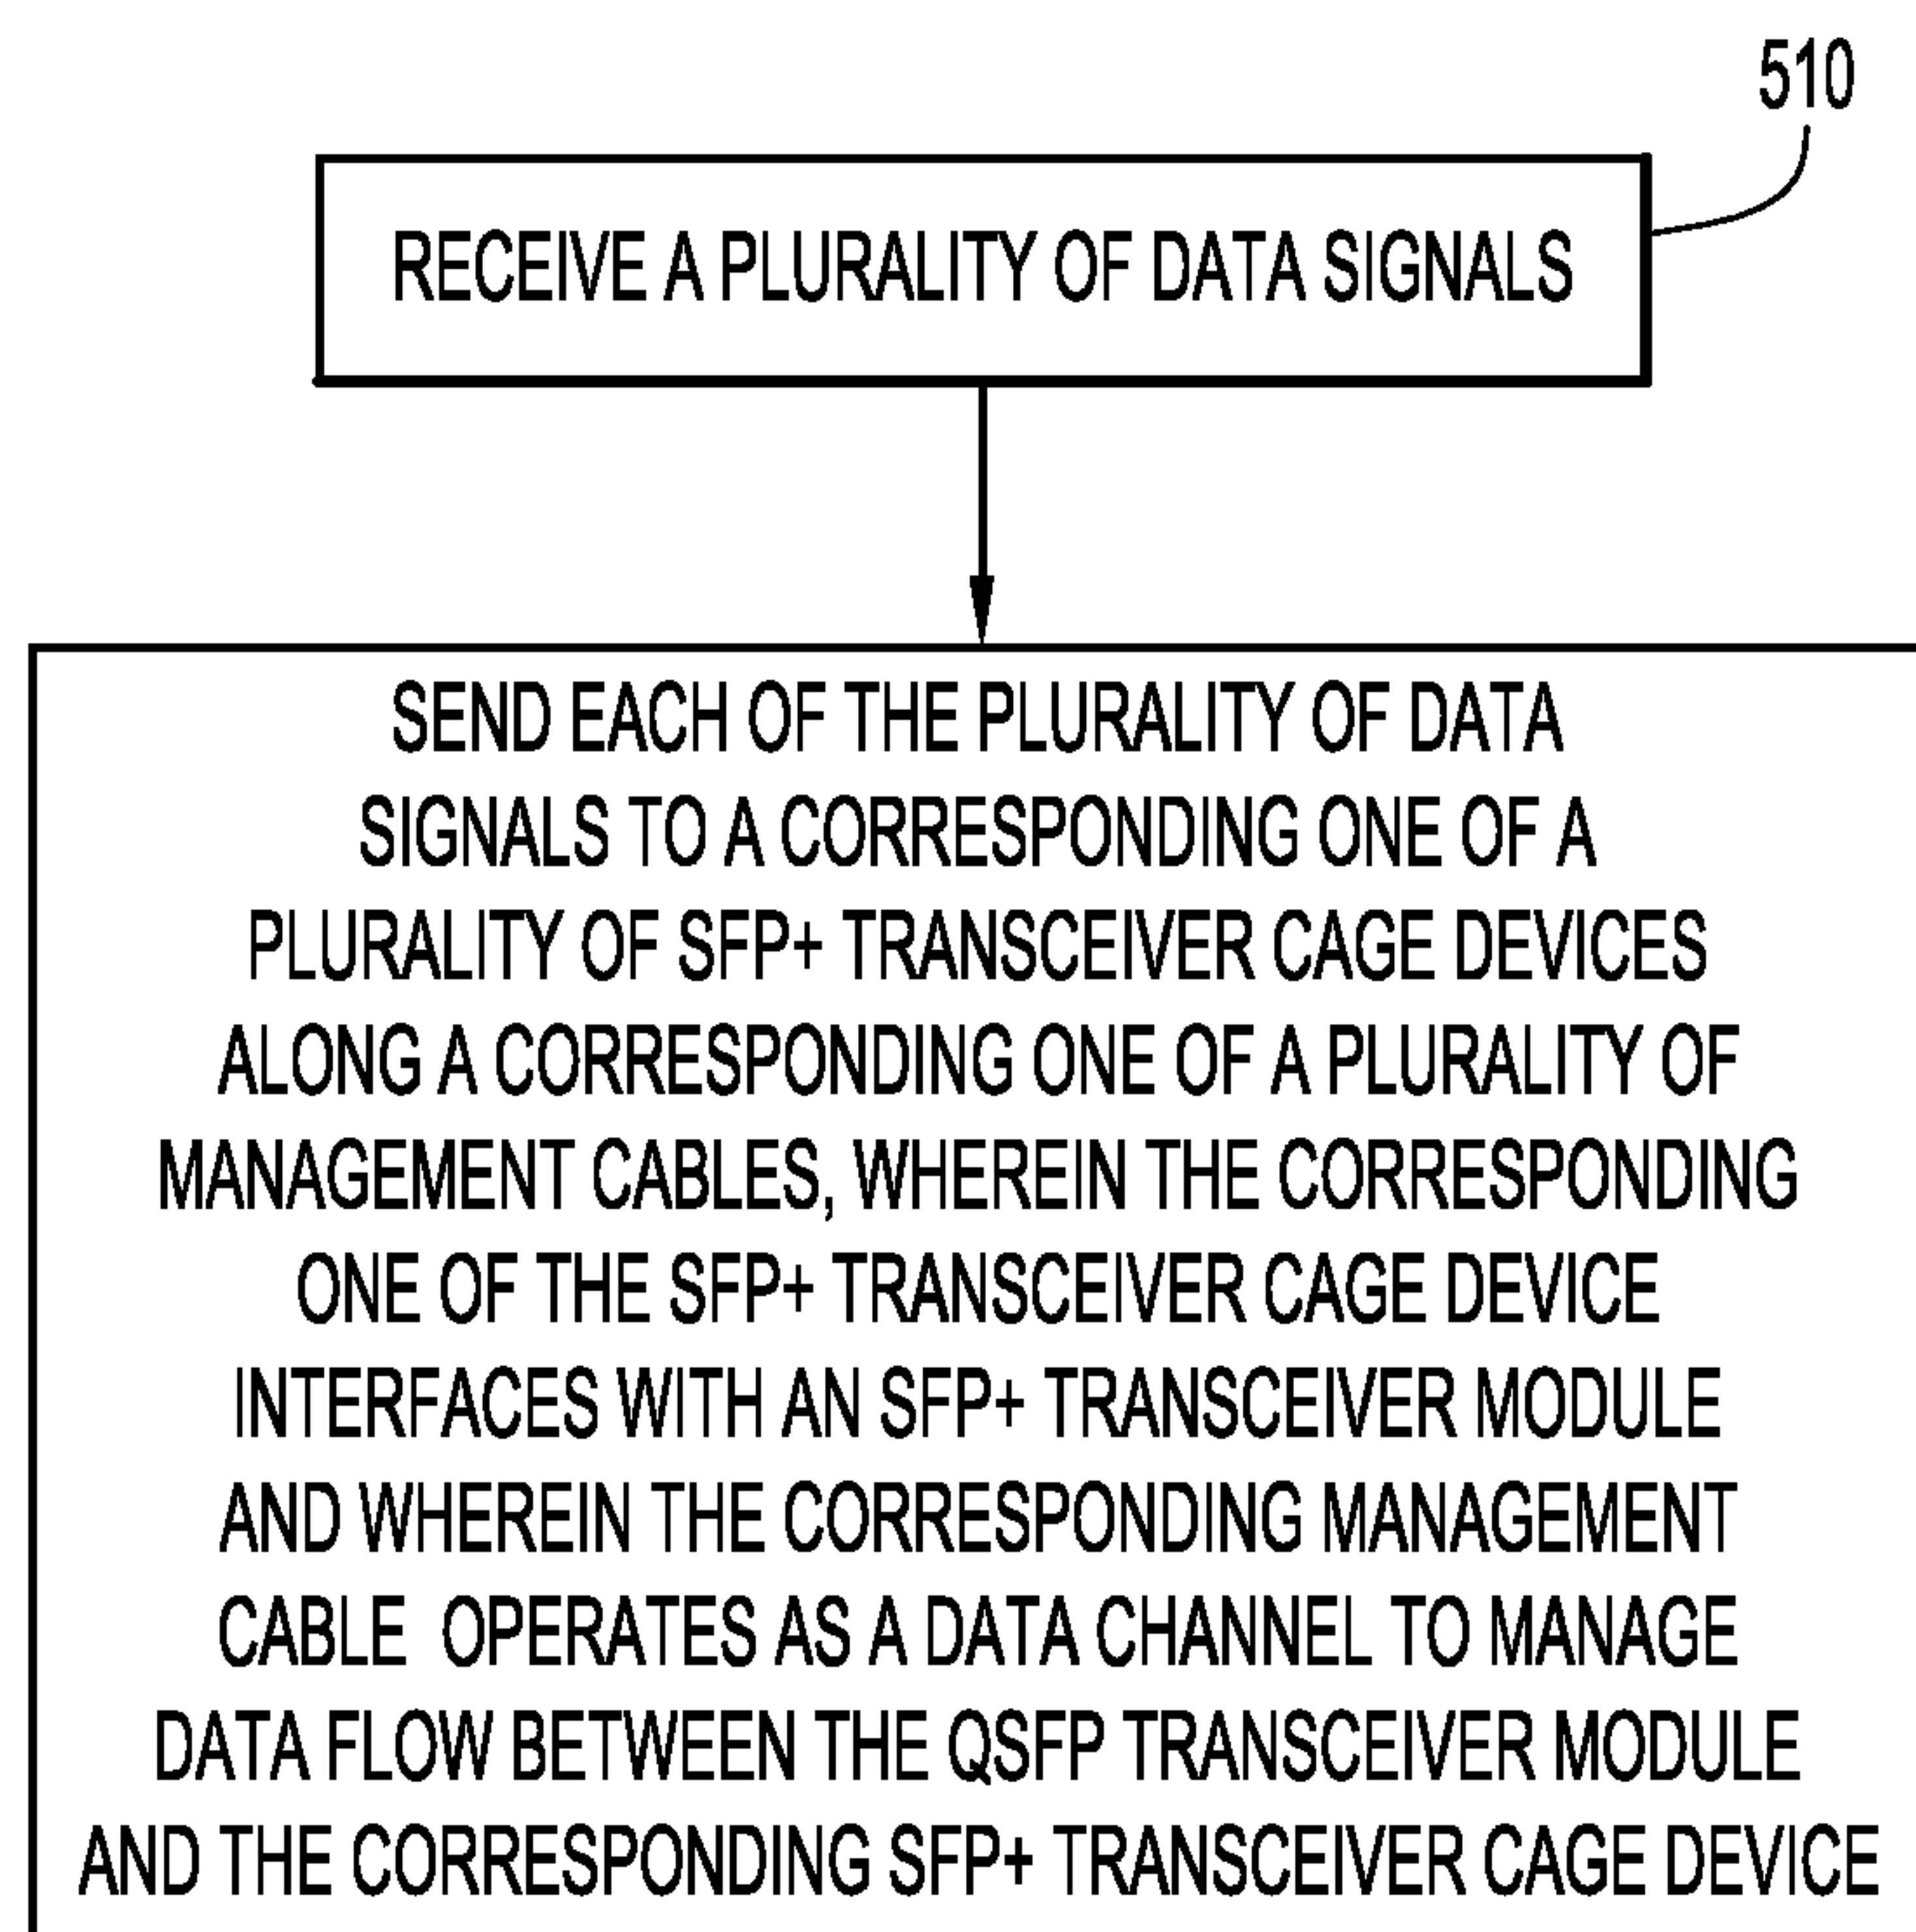 510
RECEIVE A PLURALITY OF DATA SIGNALS
SEND EACH OF THE PLURALITY OF DATA
SIGNALS TO A CORRESPONDING ONE OF A
PLURALITY OF SFP+ TRANSCEIVER CAGE DEVICES
ALONG A CORRESPONDING ONE OF A PLURALITY OF
MANAGEMENT CABLES, WHEREIN THE CORRESPONDING
ONE OF THE SFP+ TRANSCEIVER CAGE DEVICE
INTERFACES WITH AN SFP+ TRANSCEIVER MODULE
AND WHEREIN THE CORRESPONDING MANAGEMENT
CABLE OPERATES AS A DATA CHANNEL TO MANAGE
DATA FLOW BETWEEN THE QSFP TRANSCEIVER MODULE
AND THE CORRESPONDING SFP+ TRANSCEIVER CAGE DEVICE